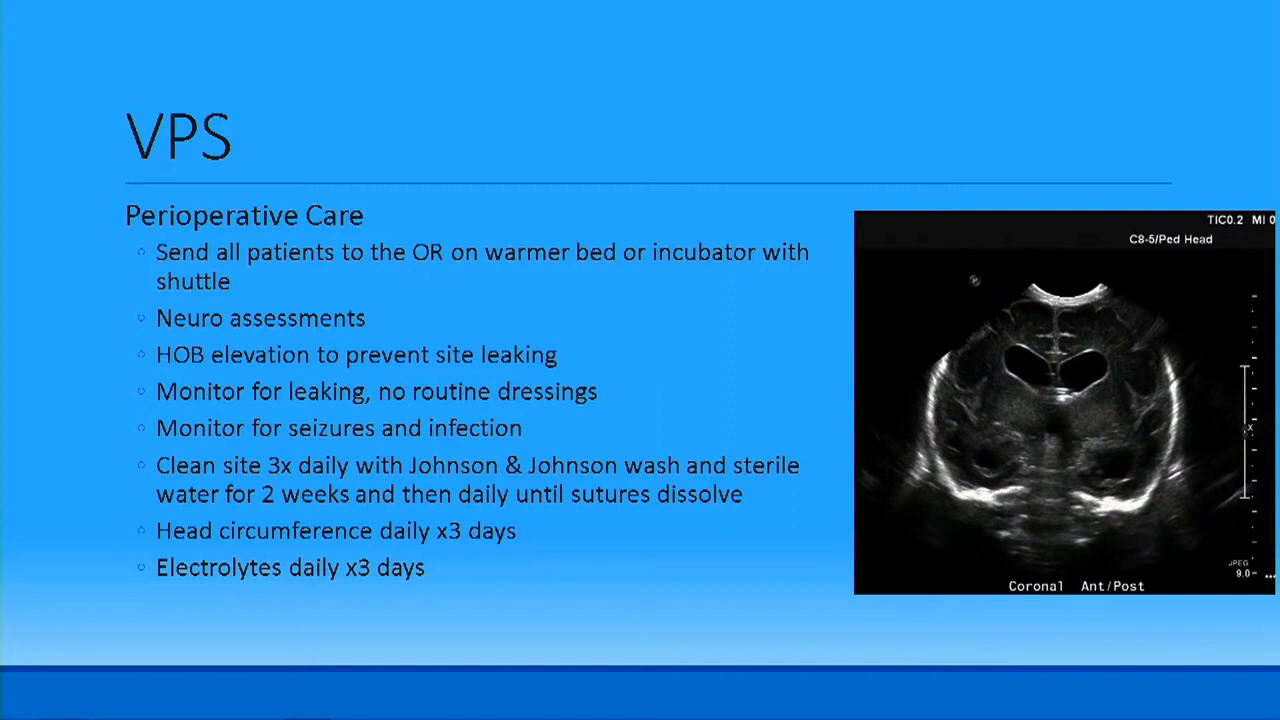 VPS
Perioperative Care
Send all patients to the OR on warmer bed or incubator with
shuttle
Neuro assessments
HOB elevation to prevent site leaking
Monitor for leaking, no routine dressings
Monitor for seizures and infection
Clean site 3x daily with Johnson & Johnson wash and sterile
water for 2 weeks and then daily until sutures dissolve
Head circumference daily x3 days
Electrolytes daily x3 days
TIC0.2 MI 0
C8-5/Ped Head
x
JPEG
9.0
Coronal Ant/Post